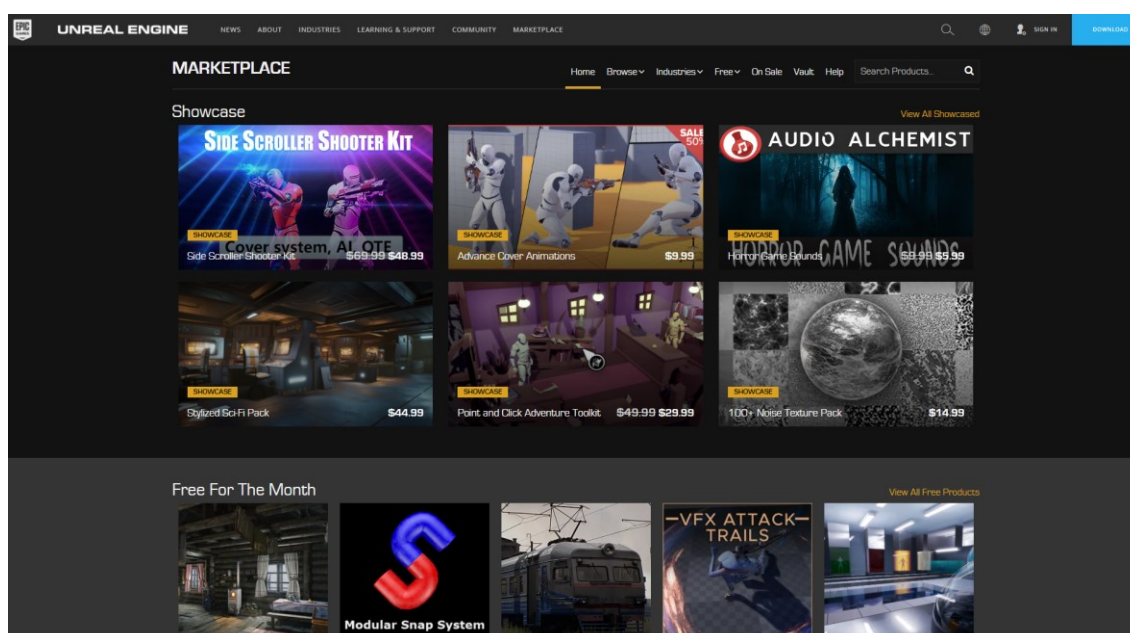 EPIC GAMES
UNREAL ENGINE NEWS ABOUT INDUSTRIES LEARNING & SUPPORT COMMUNITY MARKETPLACE SIGN IN DOWNLOAD
MARKETPLACE Home Browse Industries Free On Sale Vault Help Search Products..
Showcase View All Showcased
SIDE SCROLLER SHOOTER KIT
Cover system, AI, QTE
SHOWCASE
Side Scroller Shooter Kit $69.99 $48.99
SALE
50%
SHOWCASE
Advance Cover Animations $9.99
AUDIO ALCHEMIST
HORROR GAME SOUNDS
SHOWCASE
Horror Game Sounds $9.99 $5.99
SHOWCASE
Stylized Sci-Fi Pack $44.99
SHOWCASE
Point and Click Adventure Toolkit $49.99 $29.99
SHOWCASE
100+ Noise Texture Pack $14.99
Free For The Month View All Free Products
Modular Snap System
VFX ATTACK
TRAILS